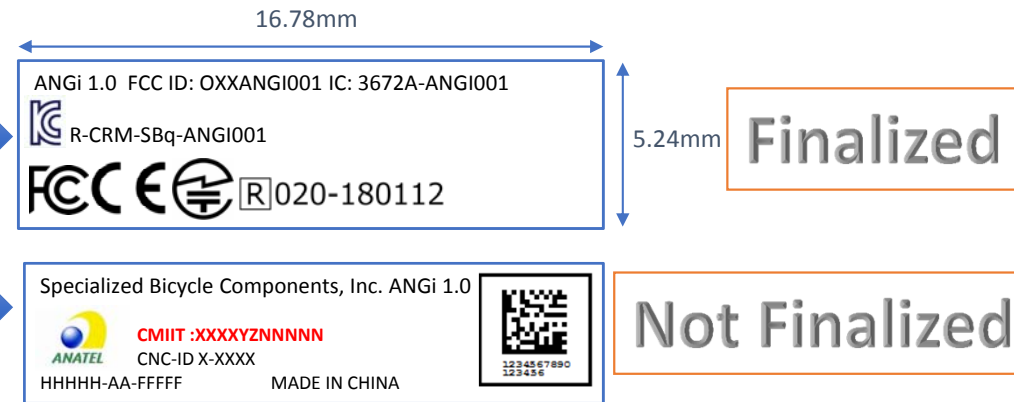 16.78mm
ANGi 1.0 FCC ID: OXXANGI001 IC: 3672A-ANGI001
R-CRM-SBq-ANGI001
FC CE R 020-180112
5.24mm
Finalized
Specialized Bicycle Components, Inc. ANGi 1.0
ANATEL
CMIIT :XXXXYZNNNNN
CNC-ID X-XXXX
HHHHH-AA-FFFFF MADE IN CHINA
1234567890
123456
Not Finalized